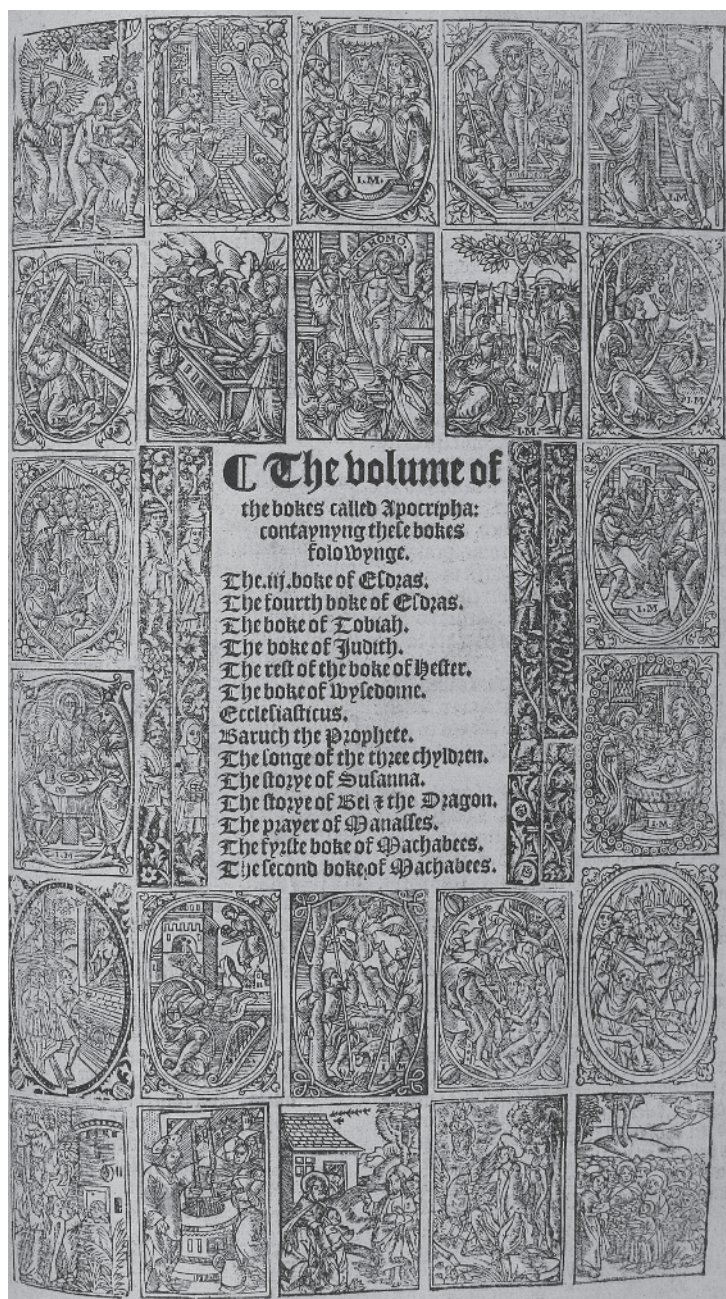 I.M.
I.M
I.M
ECCE HOMO
I.M
I.M
I.M
¶ The volume of
the bokes called Apocripha:
contaynyng these bokes
folowynge.
The.iij.boke of Esdras.
The fourth boke of Esdras.
The boke of Tobiah.
The boke of Judith.
The rest of the boke of Hester.
The boke of wysedome.
Ecclesiasticus.
Baruch the Prophete.
The songe of the three chyldren.
The storye of Susanna.
The storye of Bel & the Dragon.
The prayer of Manasses.
The fyrste boke of Machabees.
The second boke of Machabees.
I.M
I.M
I.M